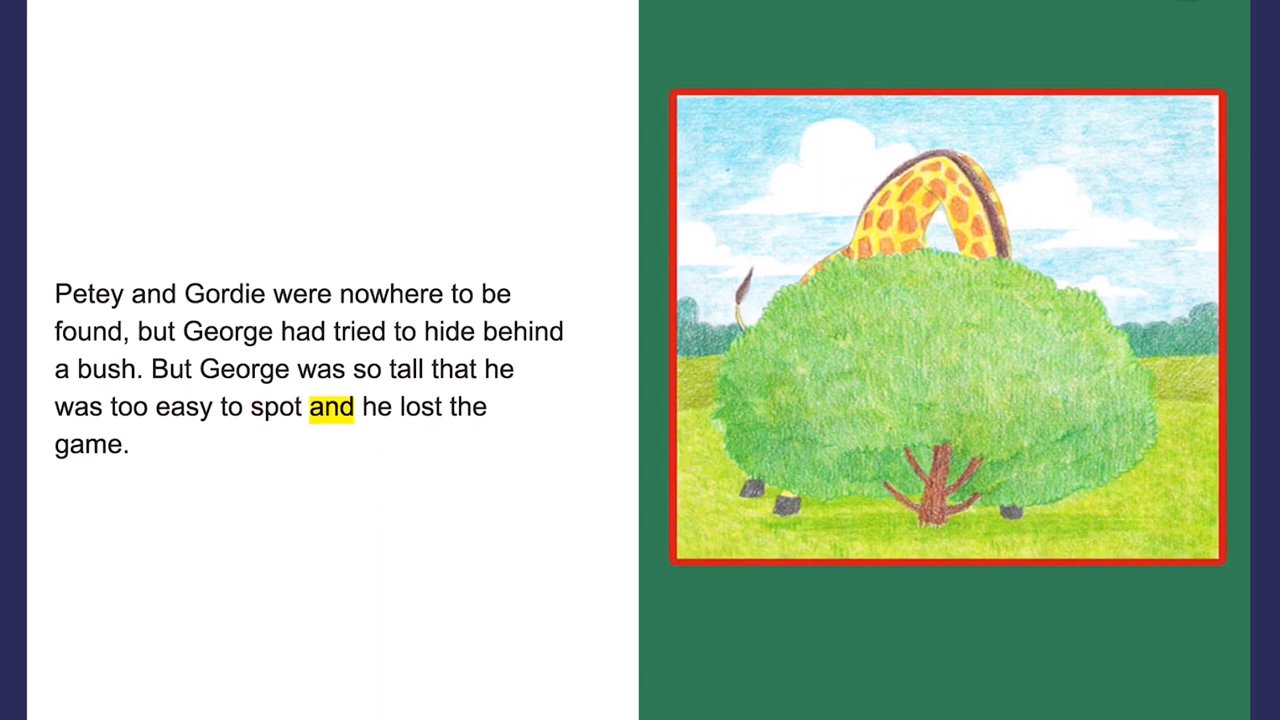 Petey and Gordie were nowhere to be
found, but George had tried to hide behind
a bush. But George was so tall that he
was too easy to spot and he lost the
game.